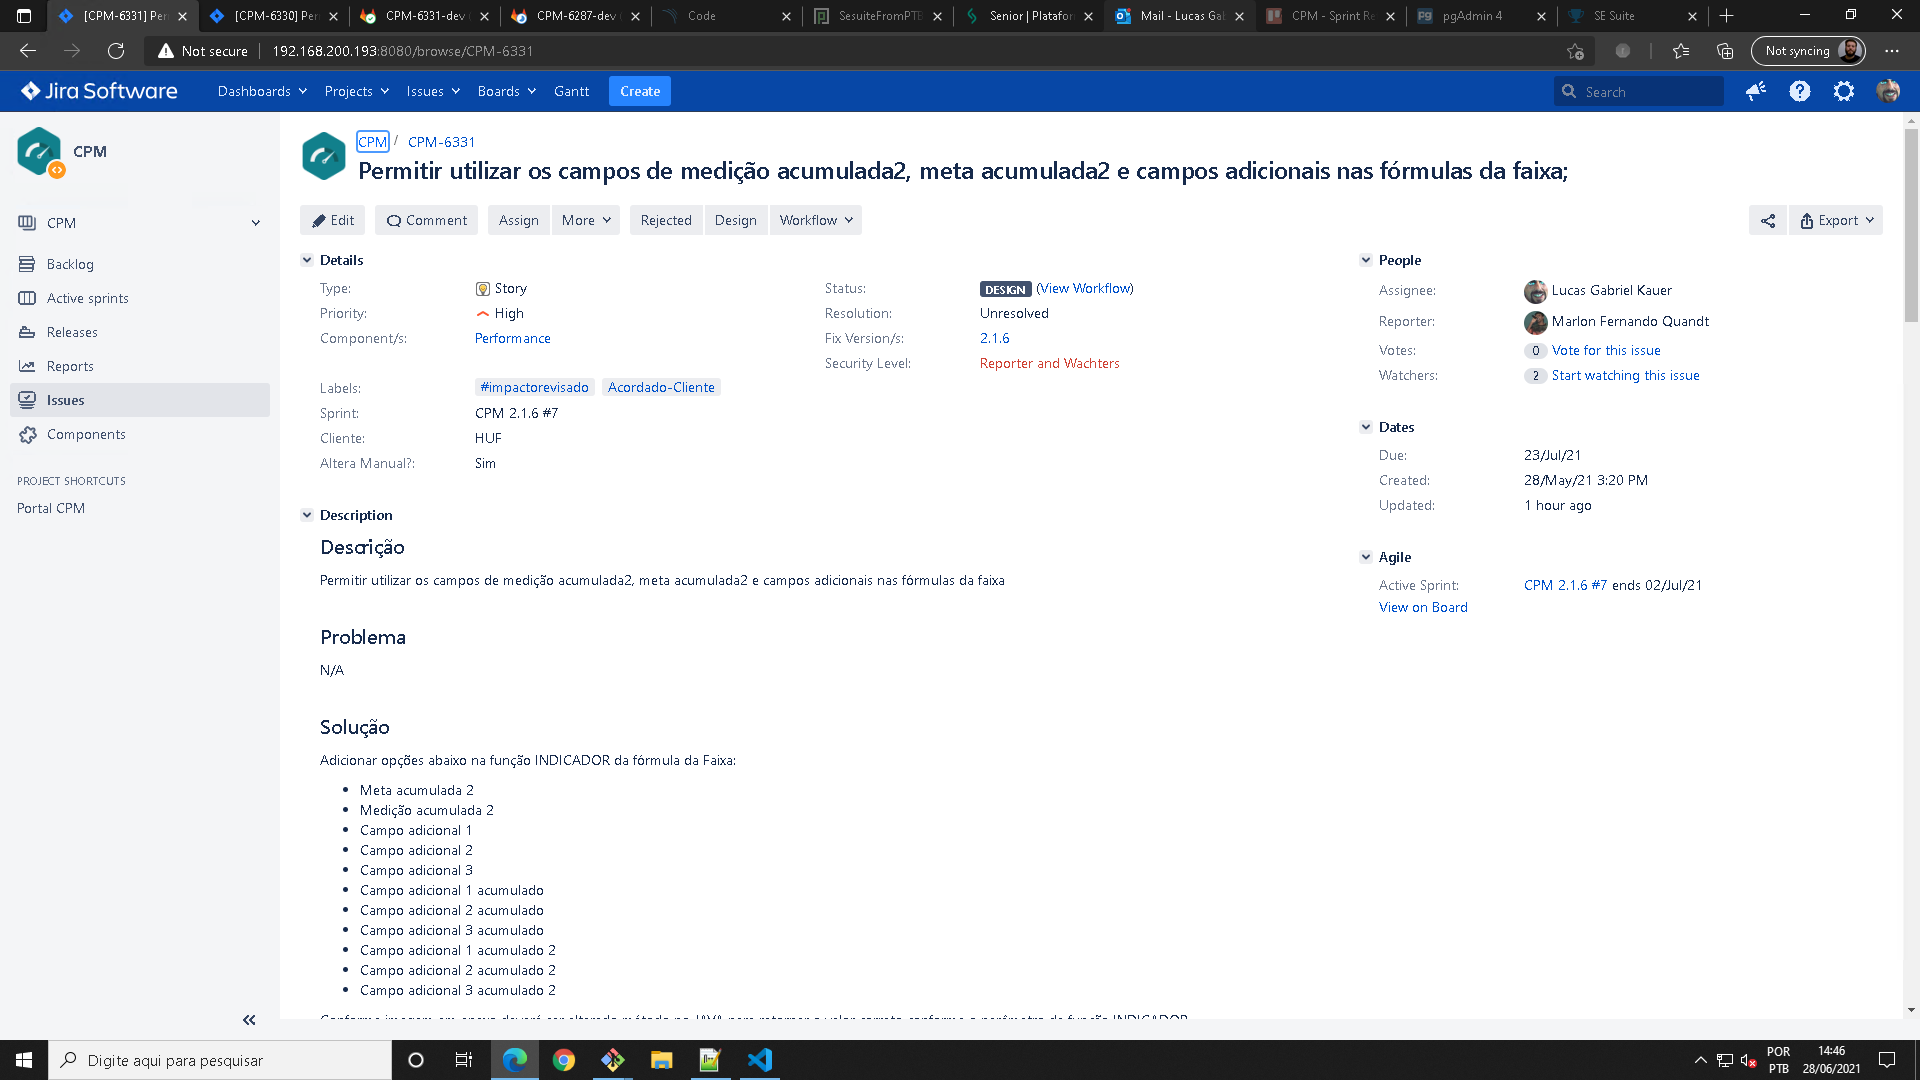 [CPM-6331] Per
[CPM-6330] Per
CPM-6331-dev
CPM-6287-dev
Code
SesuiteFromPTB
Senior | Platafor
Mail - Lucas Gab
CPM - Sprint Re
pgAdmin 4
SE Suite
Not secure
192.168.200.193:8080/browse/CPM-6331
Not syncing
Jira Software
Dashboards
Projects
Issues
Boards
Gantt
Create
Search
CPM
CPM
Backlog
Active sprints
Releases
Reports
Issues
Components
PROJECT SHORTCUTS
Portal CPM
CPM / CPM-6331
Permitir utilizar os campos de medição acumulada2, meta acumulada2 e campos adicionais nas fórmulas da faixa;
Edit
Comment
Assign
More
Rejected
Design
Workflow
Export
Details
Type: Story
Status: DESIGN (View Workflow)
Priority: High
Resolution: Unresolved
Component/s: Performance
Fix Version/s: 2.1.6
Security Level: Reporter and Wachters
Labels: #impactorevisado Acordado-Cliente
Sprint: CPM 2.1.6 #7
Cliente: HUF
Altera Manual?: Sim
Description
Descrição
Permitir utilizar os campos de medição acumulada2, meta acumulada2 e campos adicionais nas fórmulas da faixa
Problema
N/A
Solução
Adicionar opções abaixo na função INDICADOR da fórmula da Faixa:
Meta acumulada 2
Medição acumulada 2
Campo adicional 1
Campo adicional 2
Campo adicional 3
Campo adicional 1 acumulado
Campo adicional 2 acumulado
Campo adicional 3 acumulado
Campo adicional 1 acumulado 2
Campo adicional 2 acumulado 2
Campo adicional 3 acumulado 2
People
Assignee: Lucas Gabriel Kauer
Reporter: Marlon Fernando Quandt
Votes: 0 Vote for this issue
Watchers: 2 Start watching this issue
Dates
Due: 23/Jul/21
Created: 28/May/21 3:20 PM
Updated: 1 hour ago
Agile
Active Sprint: CPM 2.1.6 #7 ends 02/Jul/21
View on Board
Digite aqui para pesquisar
POR
PTB
14:46
28/06/2021